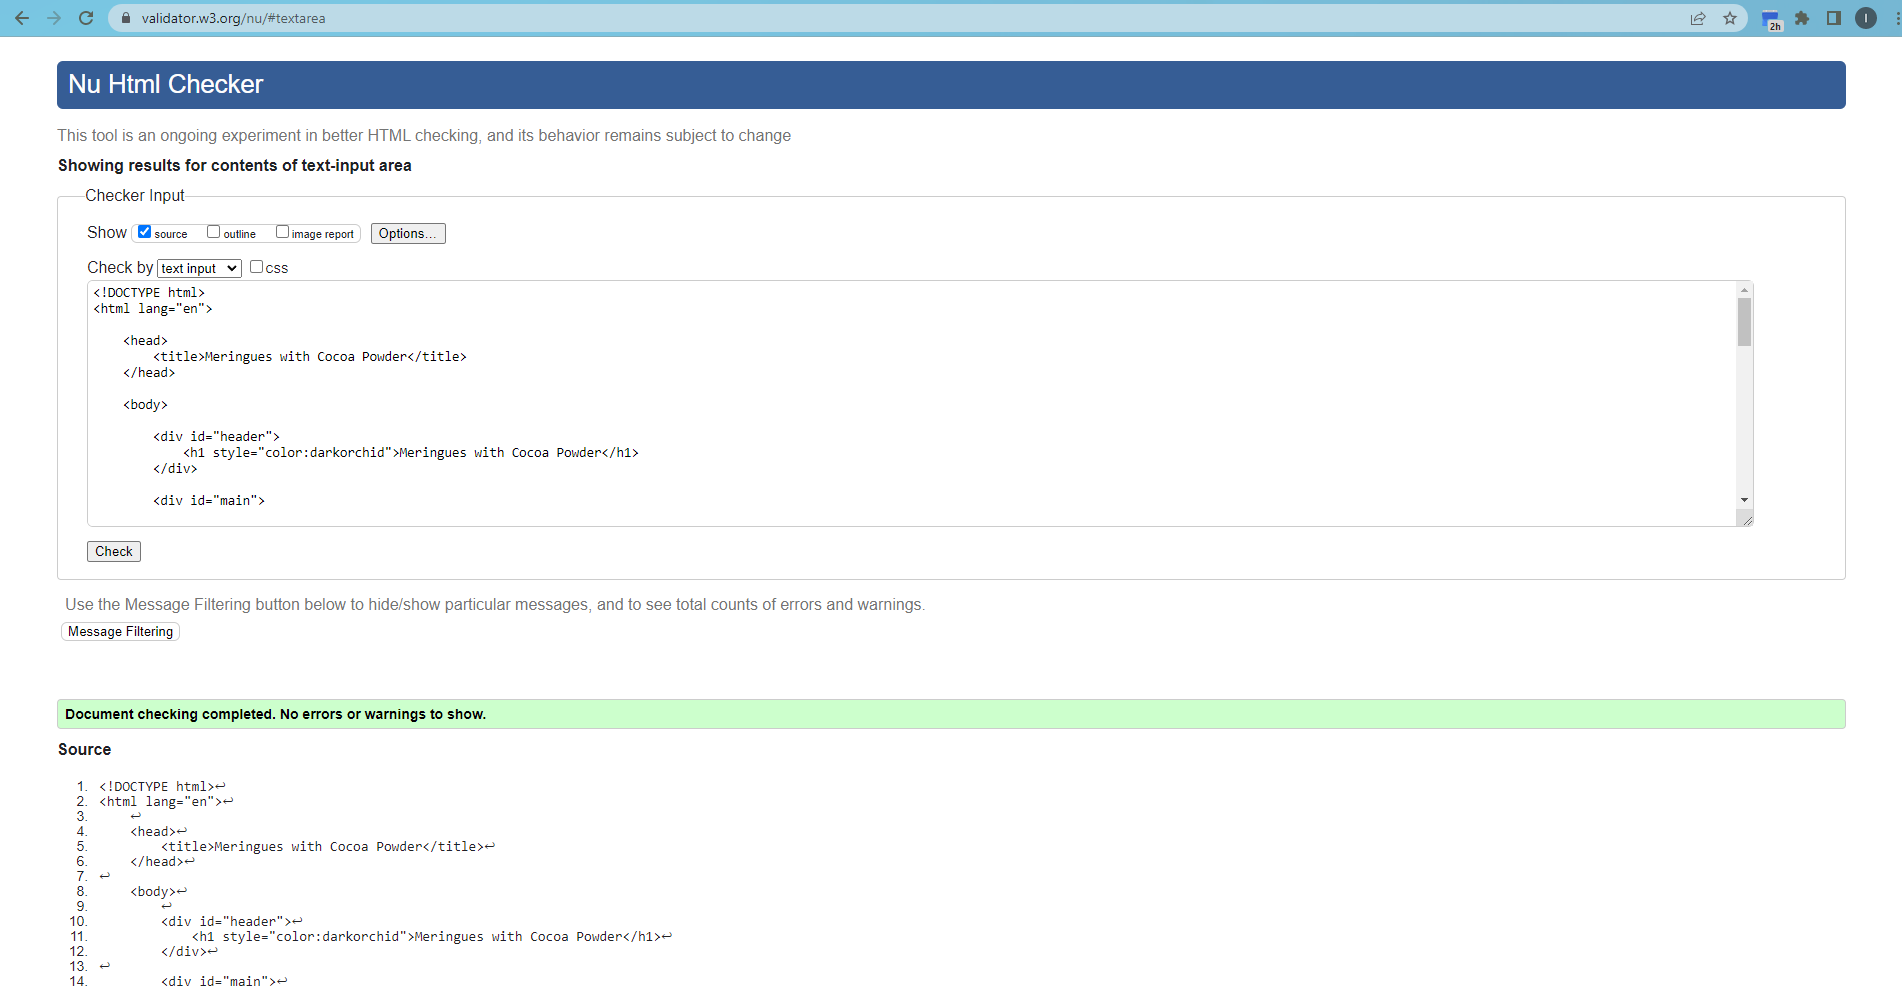 validator.w3.org/nu/#textarea
2h
I
Nu Html Checker
This tool is an ongoing experiment in better HTML checking, and its behavior remains subject to change
Showing results for contents of text-input area
Checker Input
Show source outline image report Options...
Check by text input css
<!DOCTYPE html>
<html lang="en">
<head>
<title>Meringues with Cocoa Powder</title>
</head>
<body>
<div id="header">
<h1 style="color:darkorchid">Meringues with Cocoa Powder</h1>
</div>
<div id="main">
Check
Use the Message Filtering button below to hide/show particular messages, and to see total counts of errors and warnings.
Message Filtering
Document checking completed. No errors or warnings to show.
Source
1. <!DOCTYPE html>↩
2. <html lang="en">↩
3. ↩
4. <head>↩
5. <title>Meringues with Cocoa Powder</title>↩
6. </head>↩
7. ↩
8. <body>↩
9. ↩
10. <div id="header">↩
11. <h1 style="color:darkorchid">Meringues with Cocoa Powder</h1>↩
12. </div>↩
13. ↩
14. <div id="main">↩